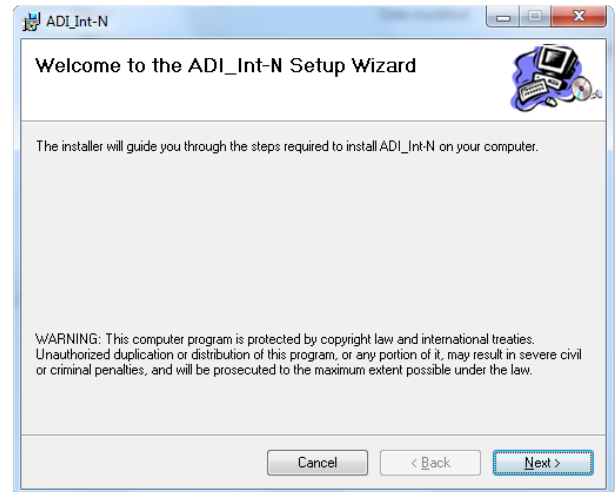 ADI_Int-N
Welcome to the ADI_Int-N Setup Wizard
The installer will guide you through the steps required to install ADI_Int-N on your computer.
WARNING: This computer program is protected by copyright law and international treaties.
Unauthorized duplication or distribution of this program, or any portion of it, may result in severe civil
or criminal penalties, and will be prosecuted to the maximum extent possible under the law.
Cancel < Back Next >